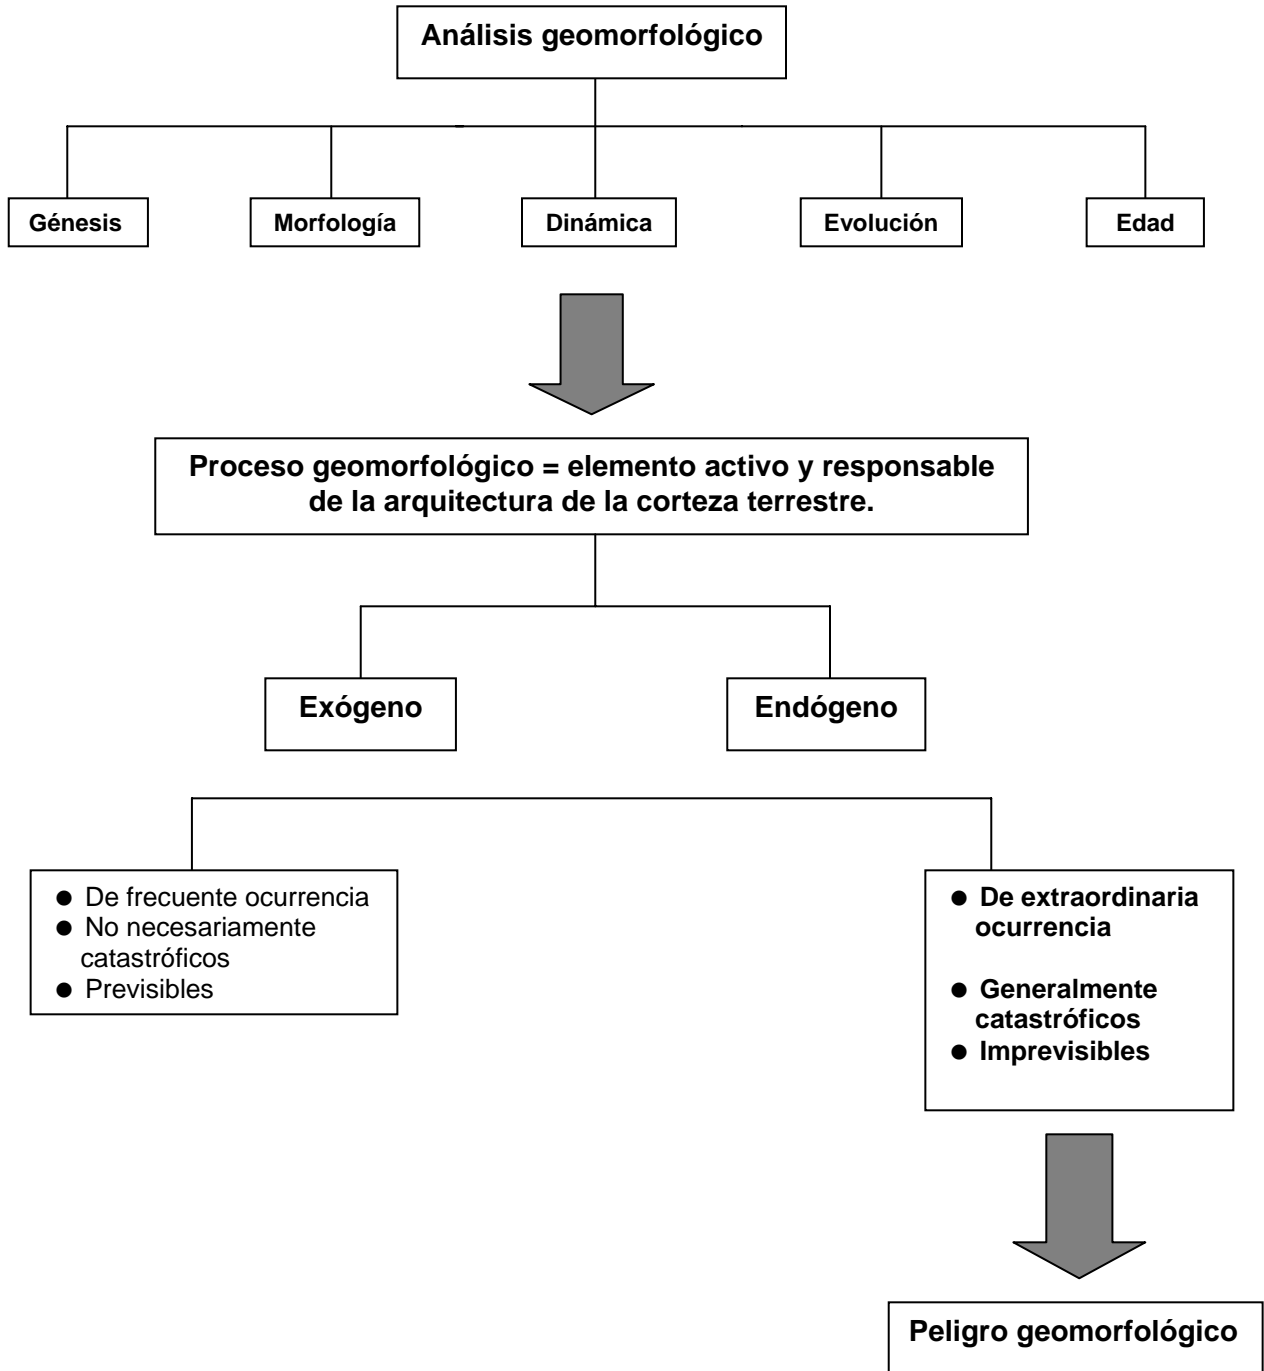 Análisis geomorfológico
Génesis
Morfología
Dinámica
Evolución
Edad
Proceso geomorfológico = elemento activo y responsable
de la arquitectura de la corteza terrestre.
Exógeno
Endógeno
● De frecuente ocurrencia
● No necesariamente
catastróficos
● Previsibles
● De extraordinaria
ocurrencia
● Generalmente
catastróficos
● Imprevisibles
Peligro geomorfológico